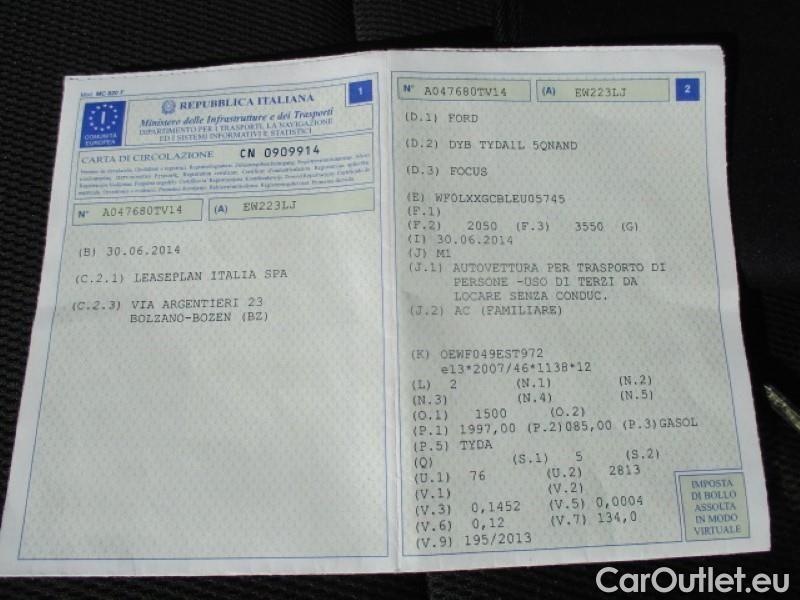 Mod. MC 820 F
REPUBBLICA ITALIANA
1
I
COMUNITÀ
EUROPEA
Ministero delle Infrastrutture e dei Trasporti
DIPARTIMENTO PER I TRASPORTI, LA NAVIGAZIONE
ED I SISTEMI INFORMATIVI E STATISTICI
CARTA DI CIRCOLAZIONE CN 0909914
N° A047680TV14 (A) EW223LJ
(B) 30.06.2014
(C.2.1) LEASEPLAN ITALIA SPA
(C.2.3) VIA ARGENTIERI 23
BOLZANO-BOZEN (BZ)
N° A047680TV14 (A) EW223LJ 2
(D.1) FORD
(D.2) DYB TYDA1L 5QNAND
(D.3) FOCUS
(E) WF0LXXGCBLEU05745
(F.1)
(F.2) 2050 (F.3) 3550 (G)
(I) 30.06.2014
(J) M1
(J.1) AUTOVETTURA PER TRASPORTO DI
PERSONE -USO DI TERZI DA
LOCARE SENZA CONDUC.
(J.2) AC (FAMILIARE)
(K) OEWF049EST972
e13*2007/46*1138*12
(L) 2 (N.1) (N.2)
(N.3) (N.4) (N.5)
(O.1) 1500 (O.2)
(P.1) 1997,00 (P.2)085,00 (P.3)GASOL
(P.5) TYDA
(Q) (S.1) 5 (S.2)
(U.1) 76 (U.2) 2813
(V.1) (V.2)
(V.3) 0,1452 (V.5) 0,0004
(V.6) 0,12 (V.7) 134,0
(V.9) 195/2013
IMPOSTA
DI BOLLO
ASSOLTA
IN MODO
VIRTUALE
CarOutlet.eu